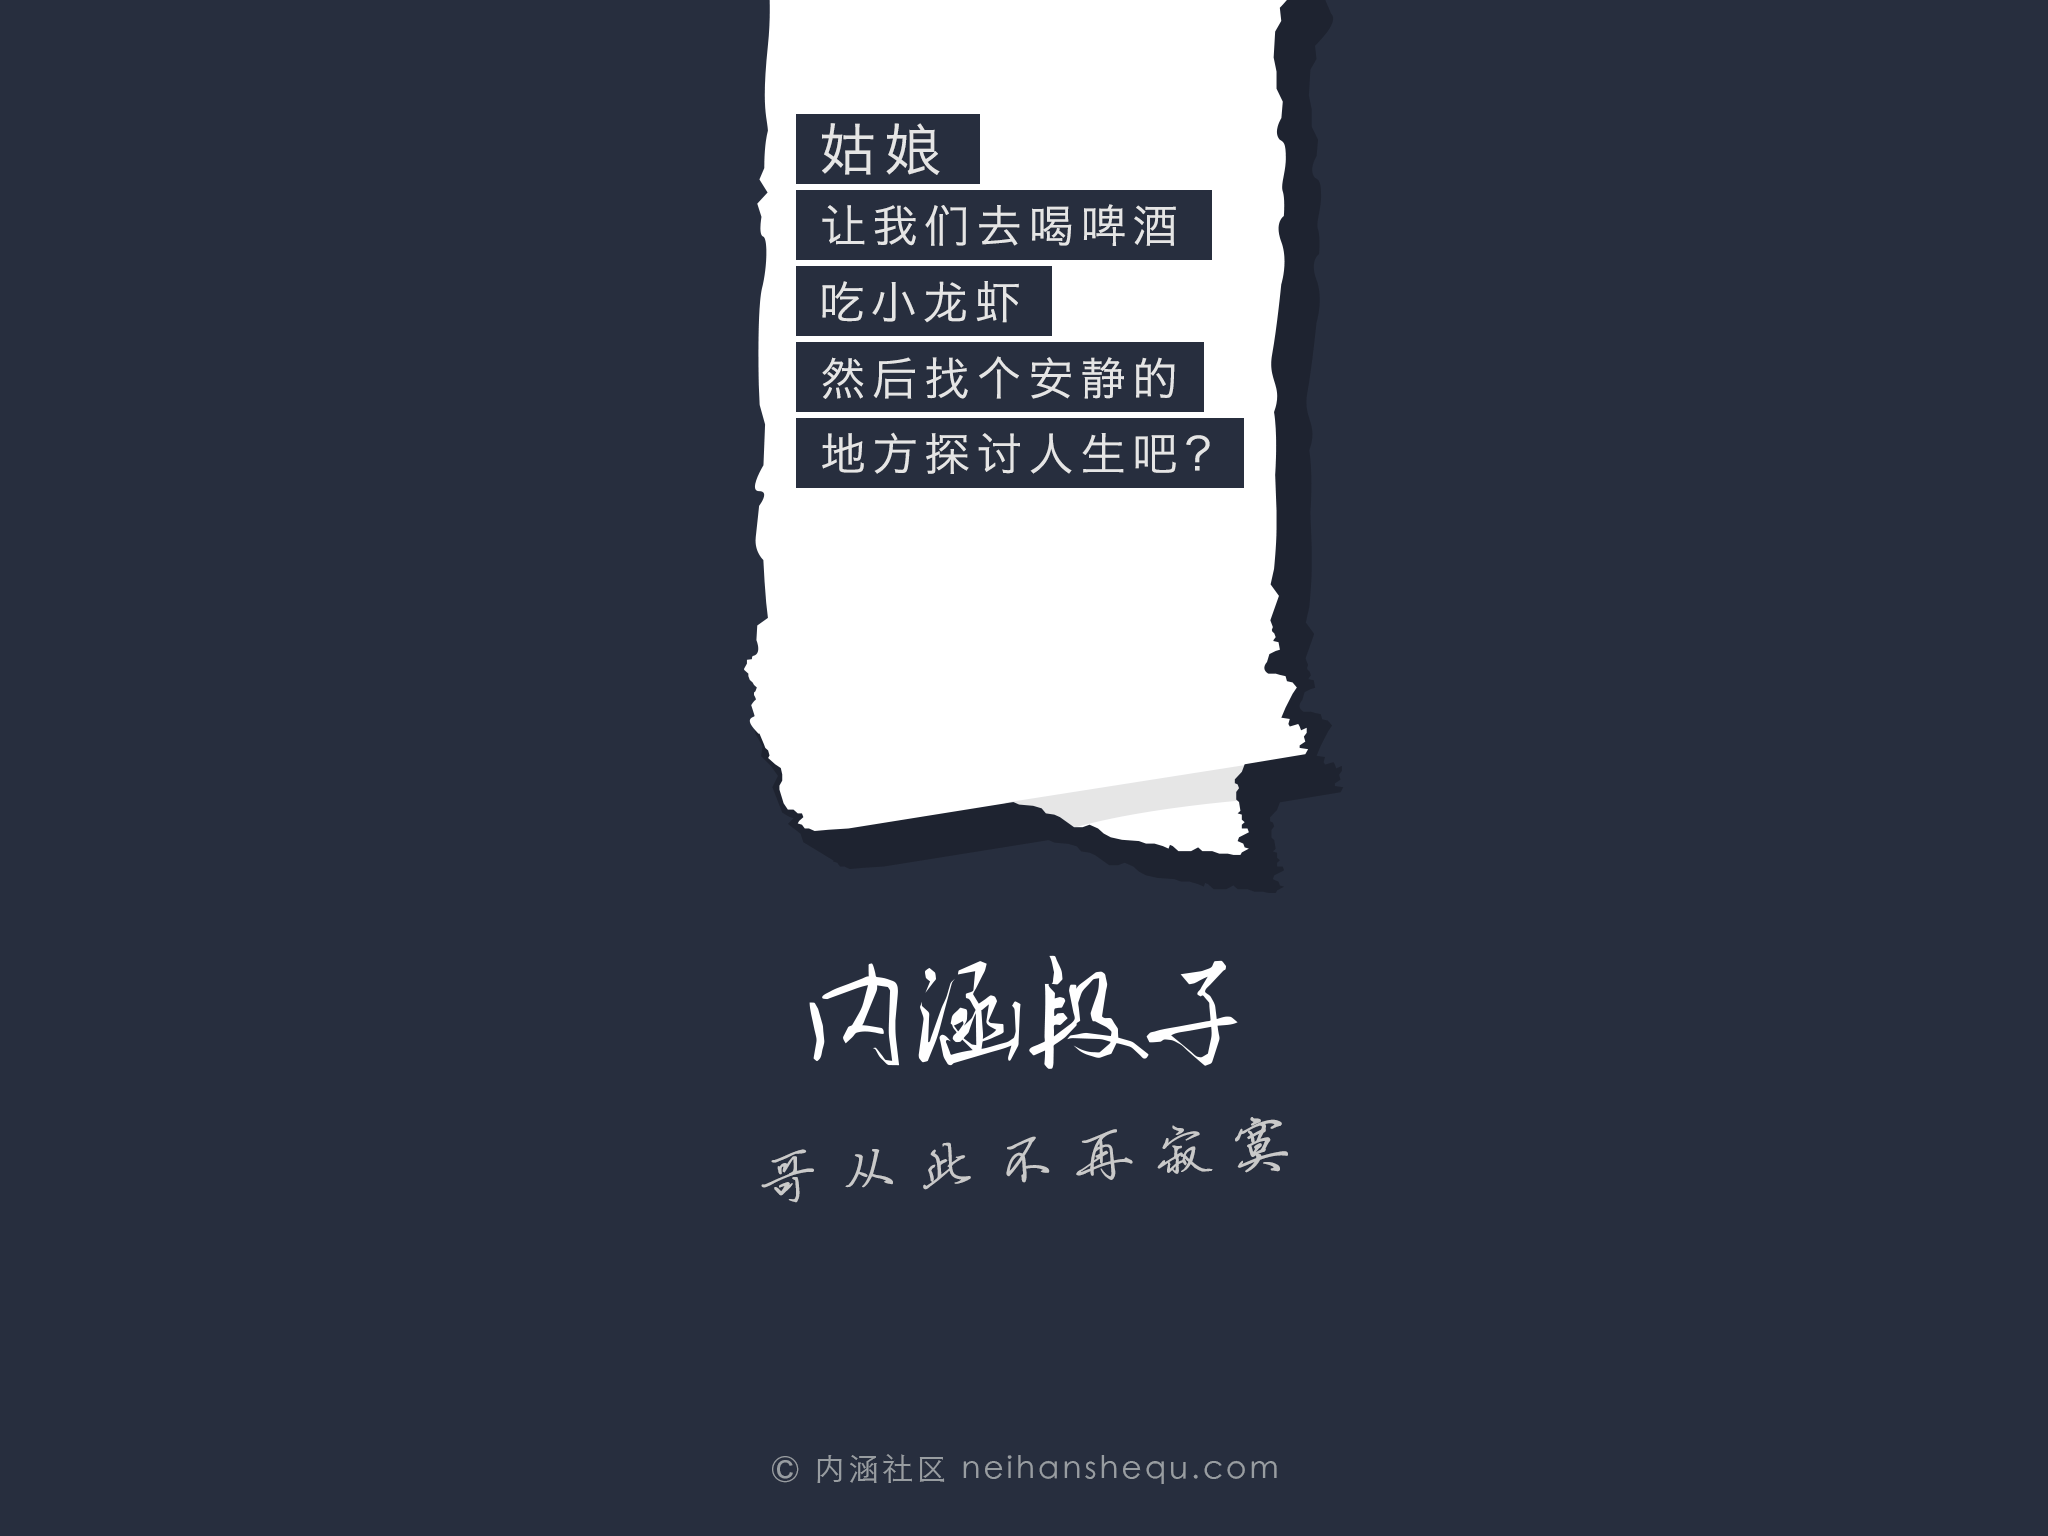 姑娘
让我们去喝啤酒
吃小龙虾
然后找个安静的
地方探讨人生吧?
内涵段子
哥从此不再寂寞
© 内涵社区 neihanshequ.com